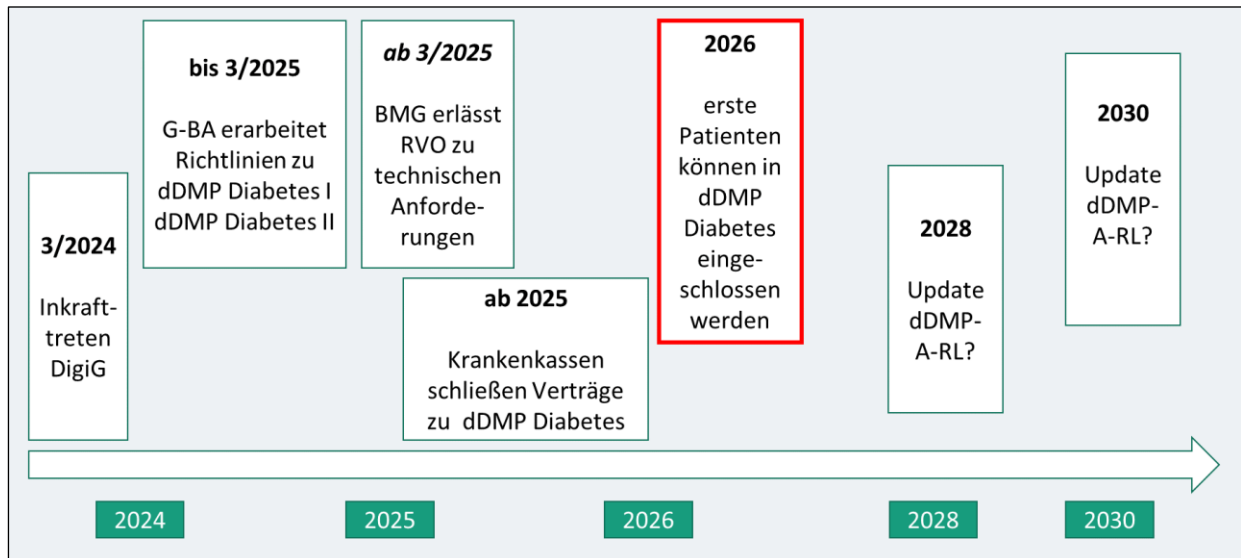 3/2024
Inkraft-
treten
DigiG
bis 3/2025
G-BA erarbeitet
Richtlinien zu
dDMP Diabetes I
dDMP Diabetes II
ab 3/2025
BMG erlässt
RVO zu
technischen
Anforde-
rungen
ab 2025
Krankenkassen
schließen Verträge
zu dDMP Diabetes
2026
erste
Patienten
können in
dDMP
Diabetes
einge-
schlossen
werden
2028
Update
dDMP-
A-RL?
2030
Update
dDMP-
A-RL?
2024
2025
2026
2028
2030